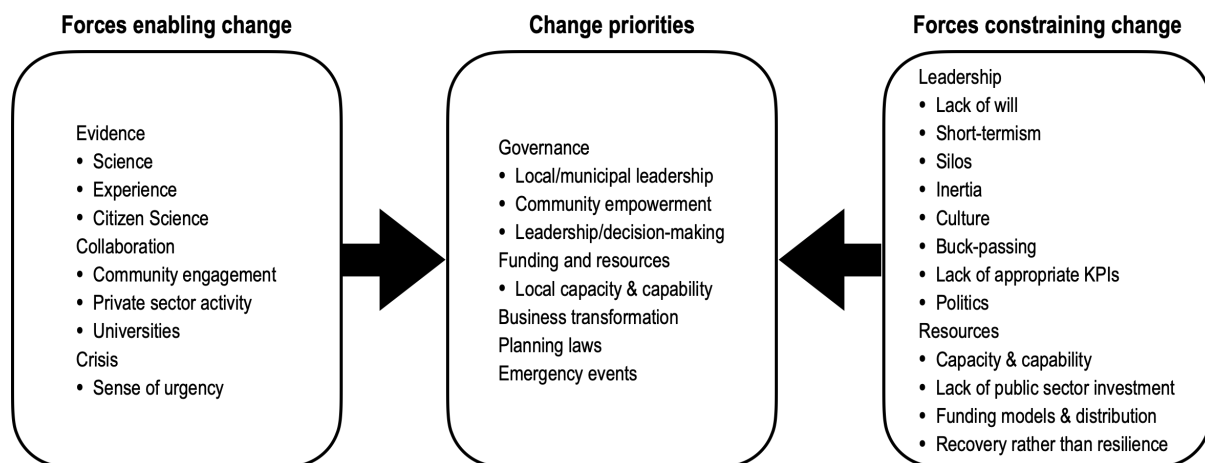 Forces enabling change
Evidence
• Science
• Experience
• Citizen Science
Collaboration
• Community engagement
• Private sector activity
• Universities
Crisis
• Sense of urgency
Change priorities
Governance
• Local/municipal leadership
• Community empowerment
• Leadership/decision-making
Funding and resources
• Local capacity & capability
Business transformation
Planning laws
Emergency events
Forces constraining change
Leadership
• Lack of will
• Short-termism
• Silos
• Inertia
• Culture
• Buck-passing
• Lack of appropriate KPIs
• Politics
Resources
• Capacity & capability
• Lack of public sector investment
• Funding models & distribution
• Recovery rather than resilience